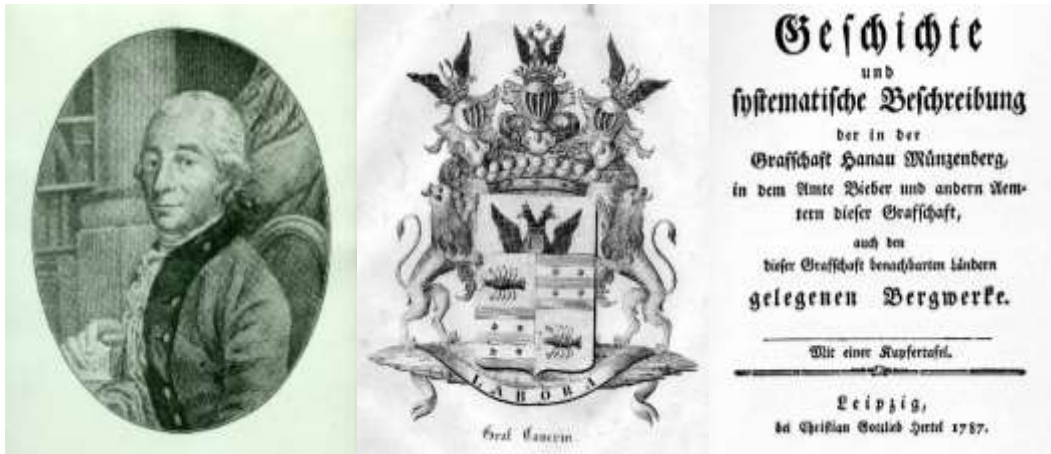 LABORA
Graf Cancrin.
Geschichte
und
systematische Beschreibung
der in der
Grafschaft Hanau Münzenberg,
in dem Amte Bieber und andern Aem-
tern dieser Grafschaft,
auch den
dieser Grafschaft benachbarten Ländern
gelegenen Bergwerke.
Mit einer Kupfertafel.
Leipzig,
bei Christian Gottlieb Hertel 1787.